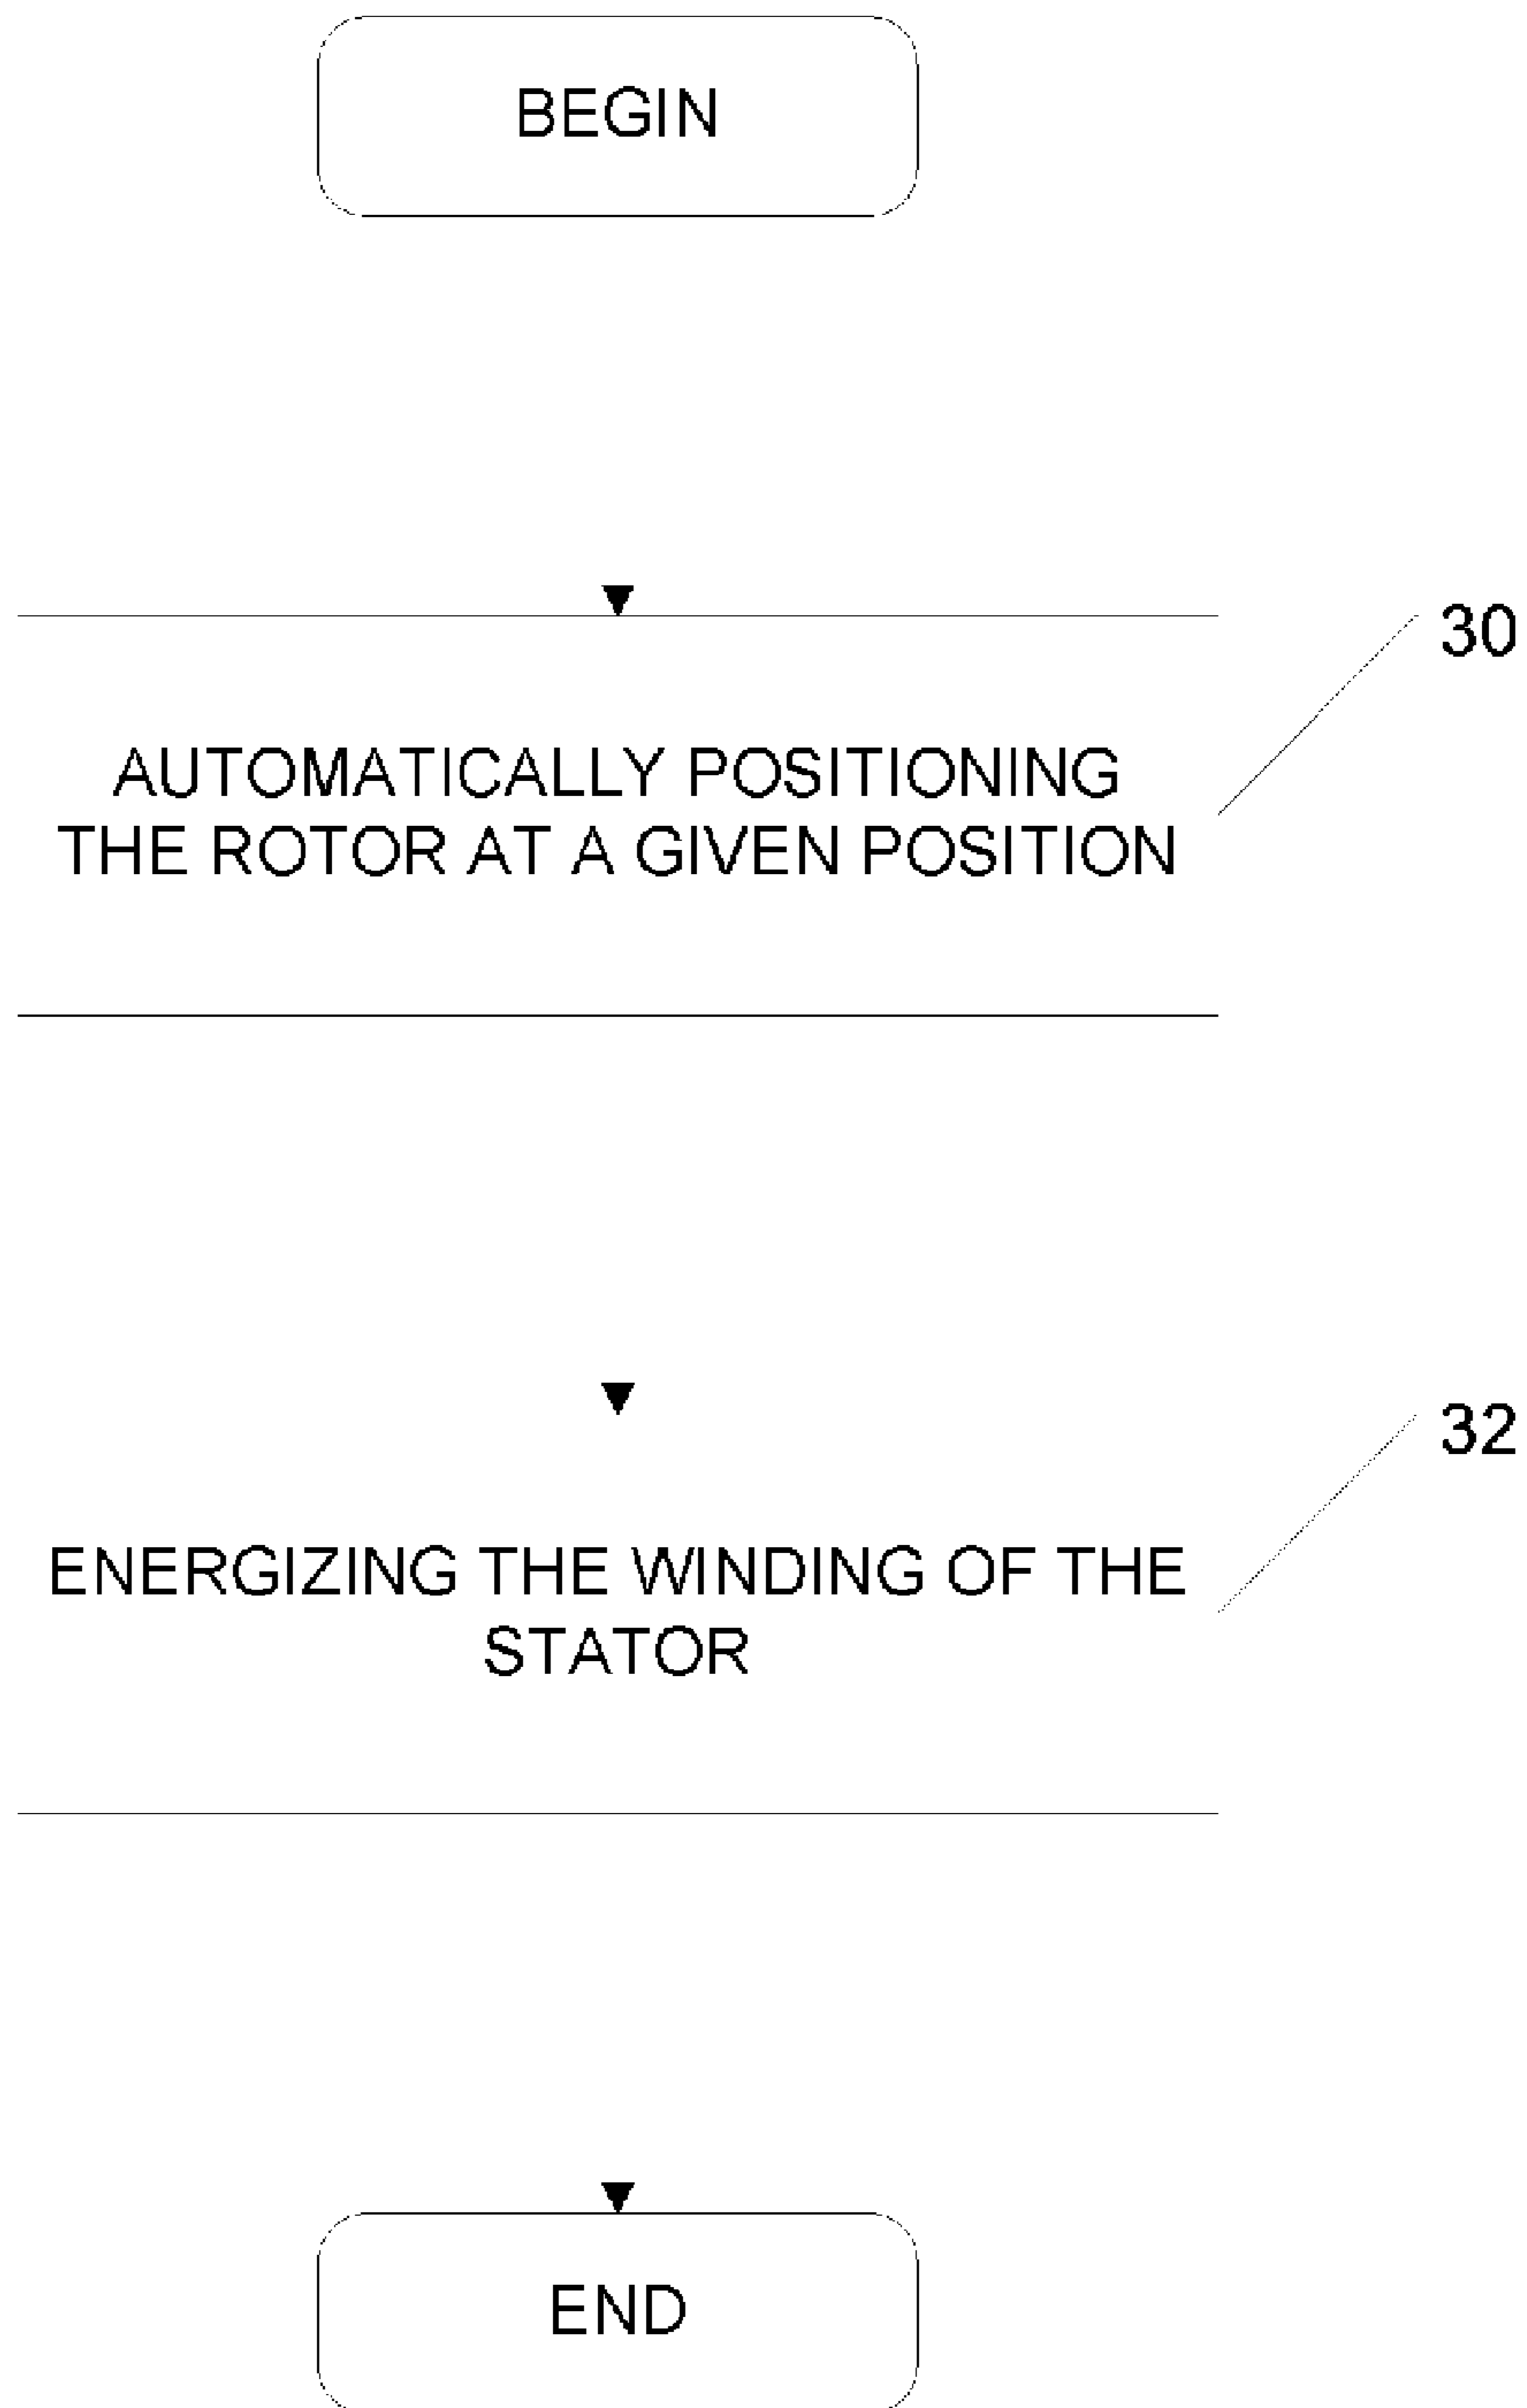 BEGIN
30
AUTOMATICALLY POSITIONING
THE ROTOR AT A GIVEN POSITION
32
ENERGIZING THE WINDING OF THE
STATOR
END